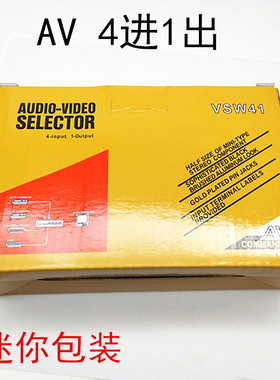 AV 4进1出
AUDIO-VIDEO
SELECTOR
4-input, 1-Output
VSW41
HALF SIZE OF MINI-TYPE
STEREO COMPONENT
SOPHISTICATED BLACK
BRUSHED ALUMINUM LOOK
GOLD PLATED PIN JACKS
INPUT TERMINAL LABELS
PROVIDED
迷你包装